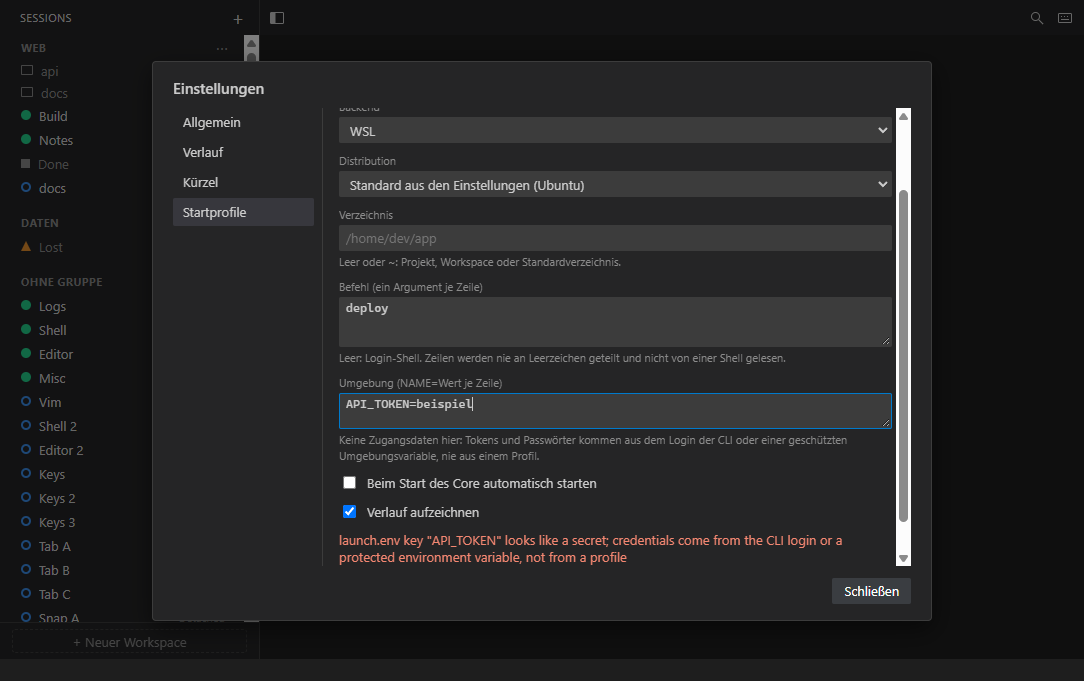 SESSIONS
+
WEB
...
api
docs
Build
Notes
Done
docs
DATEN
Lost
OHNE GRUPPE
Logs
Shell
Editor
Misc
Vim
Shell 2
Editor 2
Keys
Keys 2
Keys 3
Tab A
Tab B
Tab C
Snap A
+ Neuer Workspace
Einstellungen
Allgemein
Verlauf
Kürzel
Startprofile
Backend
WSL
Distribution
Standard aus den Einstellungen (Ubuntu)
Verzeichnis
/home/dev/app
Leer oder ~: Projekt, Workspace oder Standardverzeichnis.
Befehl (ein Argument je Zeile)
deploy
Leer: Login-Shell. Zeilen werden nie an Leerzeichen geteilt und nicht von einer Shell gelesen.
Umgebung (NAME=Wert je Zeile)
API_TOKEN=beispiel
Keine Zugangsdaten hier: Tokens und Passwörter kommen aus dem Login der CLI oder einer geschützten
Umgebungsvariable, nie aus einem Profil.
Beim Start des Core automatisch starten
Verlauf aufzeichnen
launch.env key "API_TOKEN" looks like a secret; credentials come from the CLI login or a
protected environment variable, not from a profile
Schließen